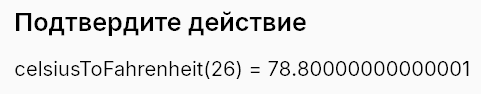 Подтвердите действие
celsiusToFahrenheit(26) = 78.80000000000001